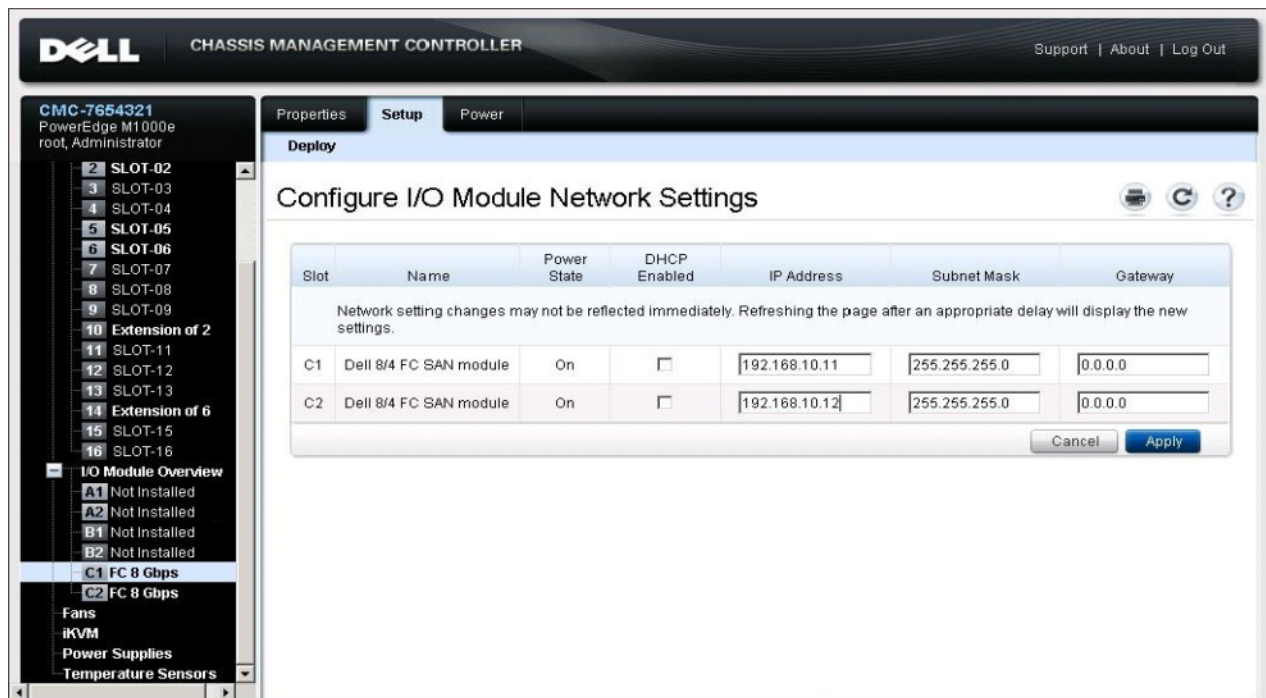 DELL CHASSIS MANAGEMENT CONTROLLER Support | About | Log Out
CMC-7654321
PowerEdge M1000e
root, Administrator
2 SLOT-02
3 SLOT-03
4 SLOT-04
5 SLOT-05
6 SLOT-06
7 SLOT-07
8 SLOT-08
9 SLOT-09
10 Extension of 2
11 SLOT-11
12 SLOT-12
13 SLOT-13
14 Extension of 6
15 SLOT-15
16 SLOT-16
I/O Module Overview
A1 Not Installed
A2 Not Installed
B1 Not Installed
B2 Not Installed
C1 FC 8 Gbps
C2 FC 8 Gbps
Fans
iKVM
Power Supplies
Temperature Sensors
Properties Setup Power
Deploy
Configure I/O Module Network Settings ?
Slot Name Power State DHCP Enabled IP Address Subnet Mask Gateway
Network setting changes may not be reflected immediately. Refreshing the page after an appropriate delay will display the new
settings.
C1 Dell 8/4 FC SAN module On 192.168.10.11 255.255.255.0 0.0.0.0
C2 Dell 8/4 FC SAN module On 192.168.10.12 255.255.255.0 0.0.0.0
Cancel Apply